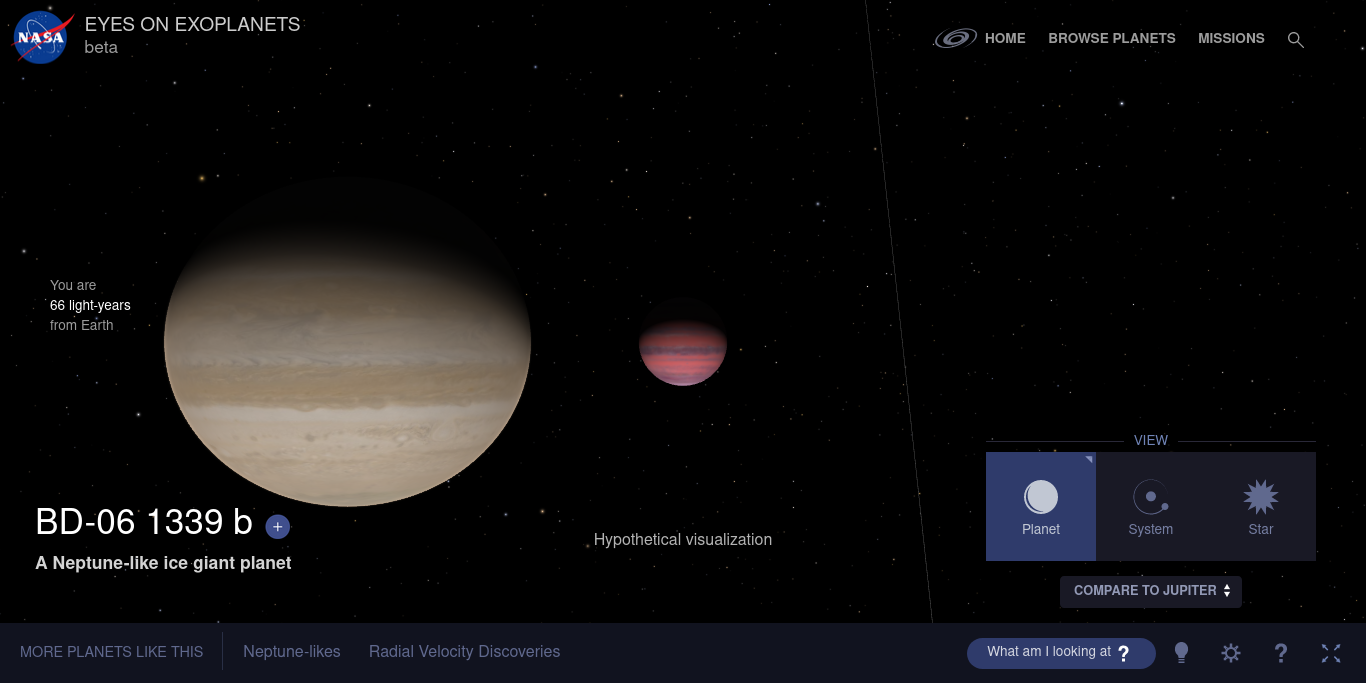 NASA
EYES ON EXOPLANETS
beta
HOME
BROWSE PLANETS
MISSIONS
You are
66 light-years
from Earth
BD-06 1339 b +
A Neptune-like ice giant planet
Hypothetical visualization
VIEW
Planet
System
Star
COMPARE TO JUPITER
MORE PLANETS LIKE THIS
Neptune-likes
Radial Velocity Discoveries
What am I looking at ?
?